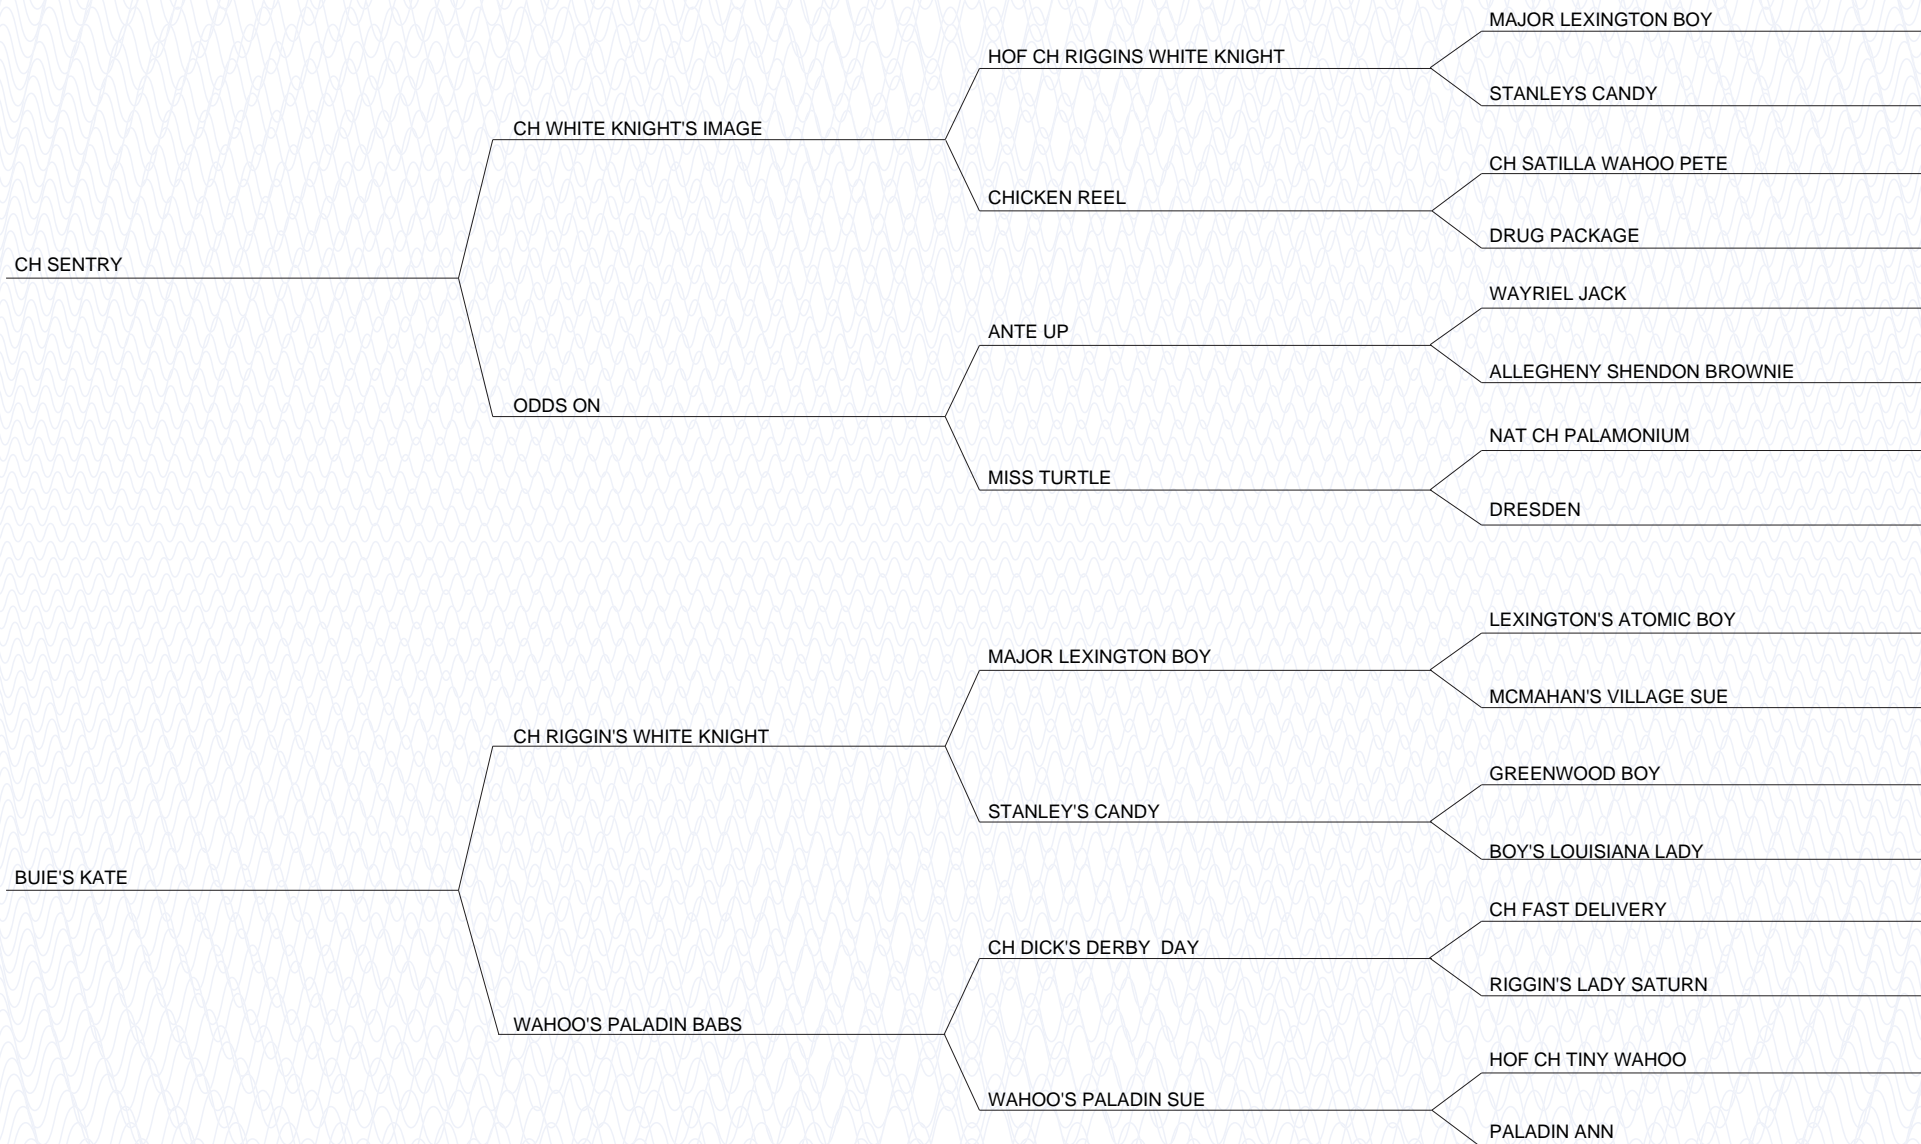 MAJOR LEXINGTON BOY
HOF CH RIGGINS WHITE KNIGHT
STANLEYS CANDY
CH WHITE KNIGHT'S IMAGE
CH SATILLA WAHOO PETE
CHICKEN REEL
DRUG PACKAGE
CH SENTRY
WAYRIEL JACK
ANTE UP
ALLEGHENY SHENDON BROWNIE
ODDS ON
NAT CH PALAMONIUM
MISS TURTLE
DRESDEN
LEXINGTON'S ATOMIC BOY
MAJOR LEXINGTON BOY
MCMAHAN'S VILLAGE SUE
CH RIGGIN'S WHITE KNIGHT
GREENWOOD BOY
STANLEY'S CANDY
BOY'S LOUISIANA LADY
BUIE'S KATE
CH FAST DELIVERY
CH DICK'S DERBY  DAY
RIGGIN'S LADY SATURN
WAHOO'S PALADIN BABS
HOF CH TINY WAHOO
WAHOO'S PALADIN SUE
PALADIN ANN